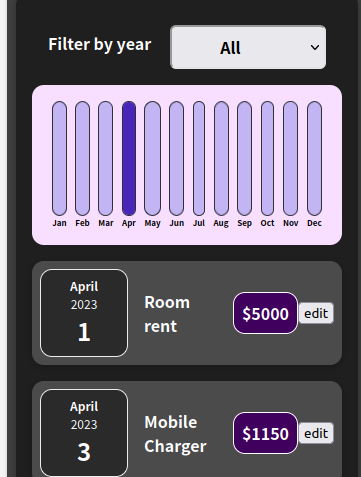 Filter by year All
Jan Feb Mar Apr May Jun Jul Aug Sep Oct Nov Dec
April
2023
1
Room
rent
$5000 edit
April
2023
3
Mobile
Charger
$1150 edit